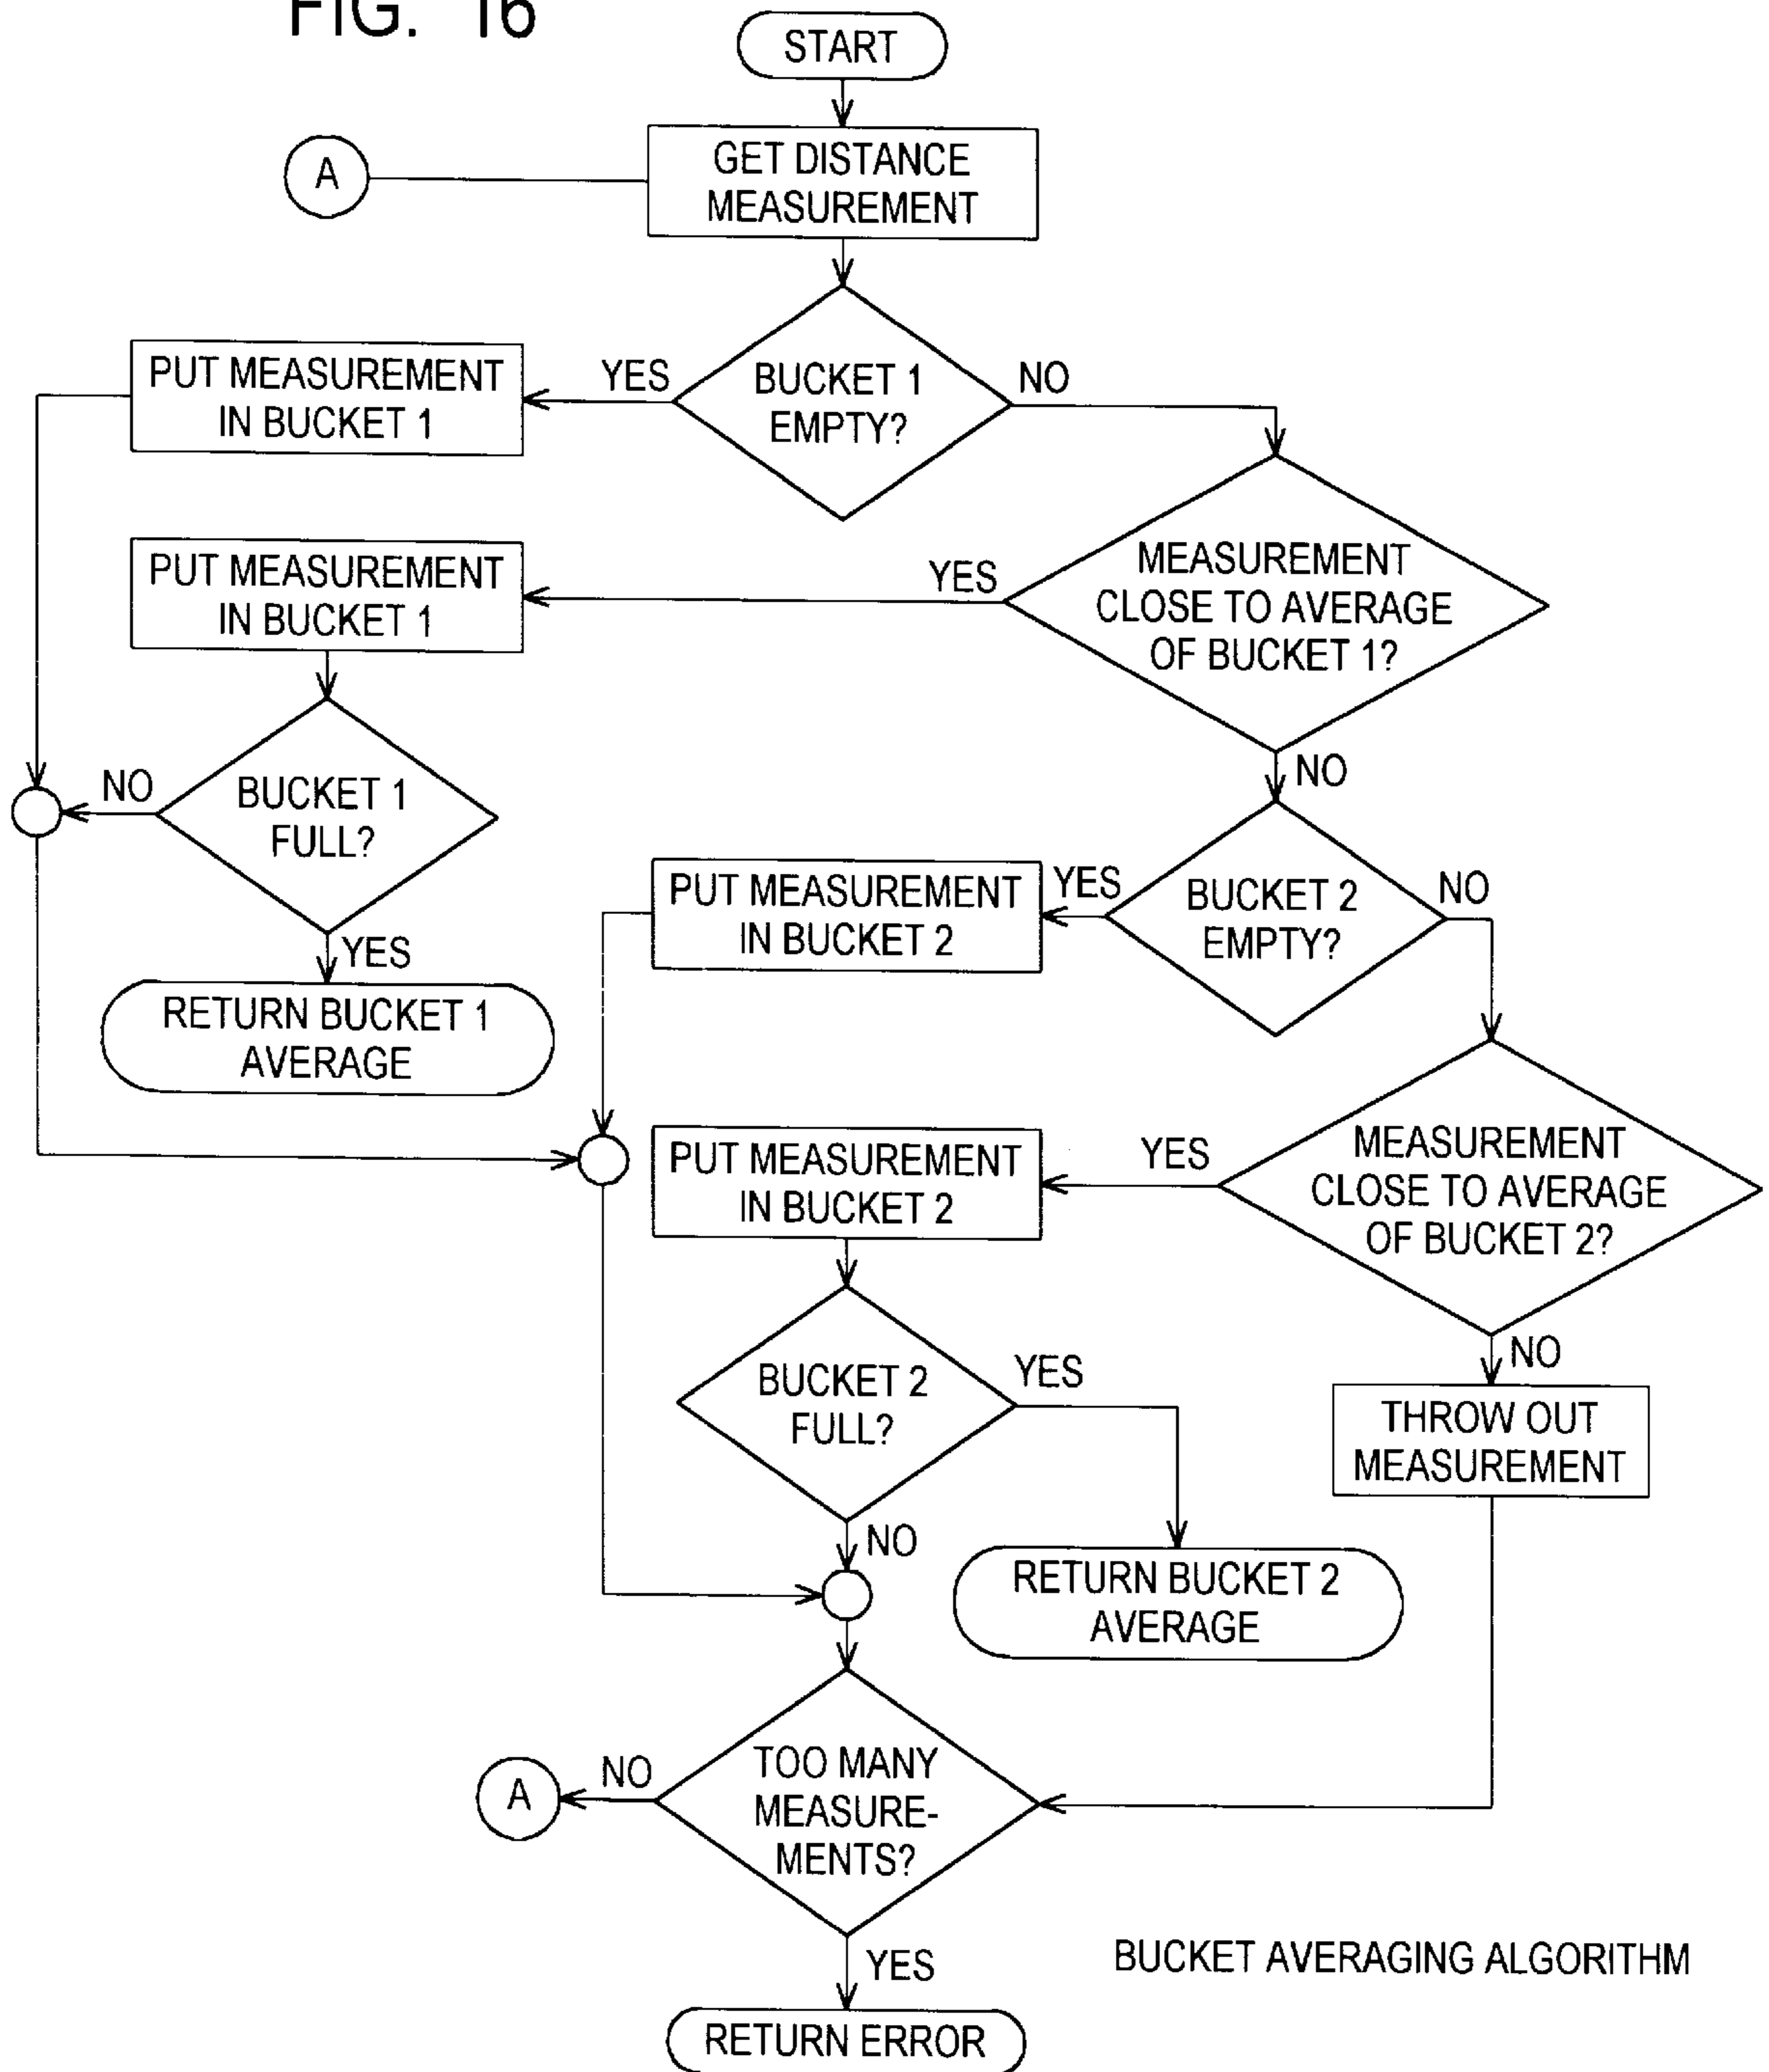 FIG. 16
START
A
GET DISTANCE
MEASUREMENT
PUT MEASUREMENT
IN BUCKET 1
YES
BUCKET 1
EMPTY?
NO
PUT MEASUREMENT
IN BUCKET 1
YES
MEASUREMENT
CLOSE TO AVERAGE
OF BUCKET 1?
NO
NO
BUCKET 1
FULL?
YES
RETURN BUCKET 1
AVERAGE
PUT MEASUREMENT
IN BUCKET 2
YES
BUCKET 2
EMPTY?
NO
PUT MEASUREMENT
IN BUCKET 2
YES
MEASUREMENT
CLOSE TO AVERAGE
OF BUCKET 2?
NO
BUCKET 2
FULL?
YES
NO
THROW OUT
MEASUREMENT
RETURN BUCKET 2
AVERAGE
A
NO
TOO MANY
MEASURE-
MENTS?
YES
RETURN ERROR
BUCKET AVERAGING ALGORITHM